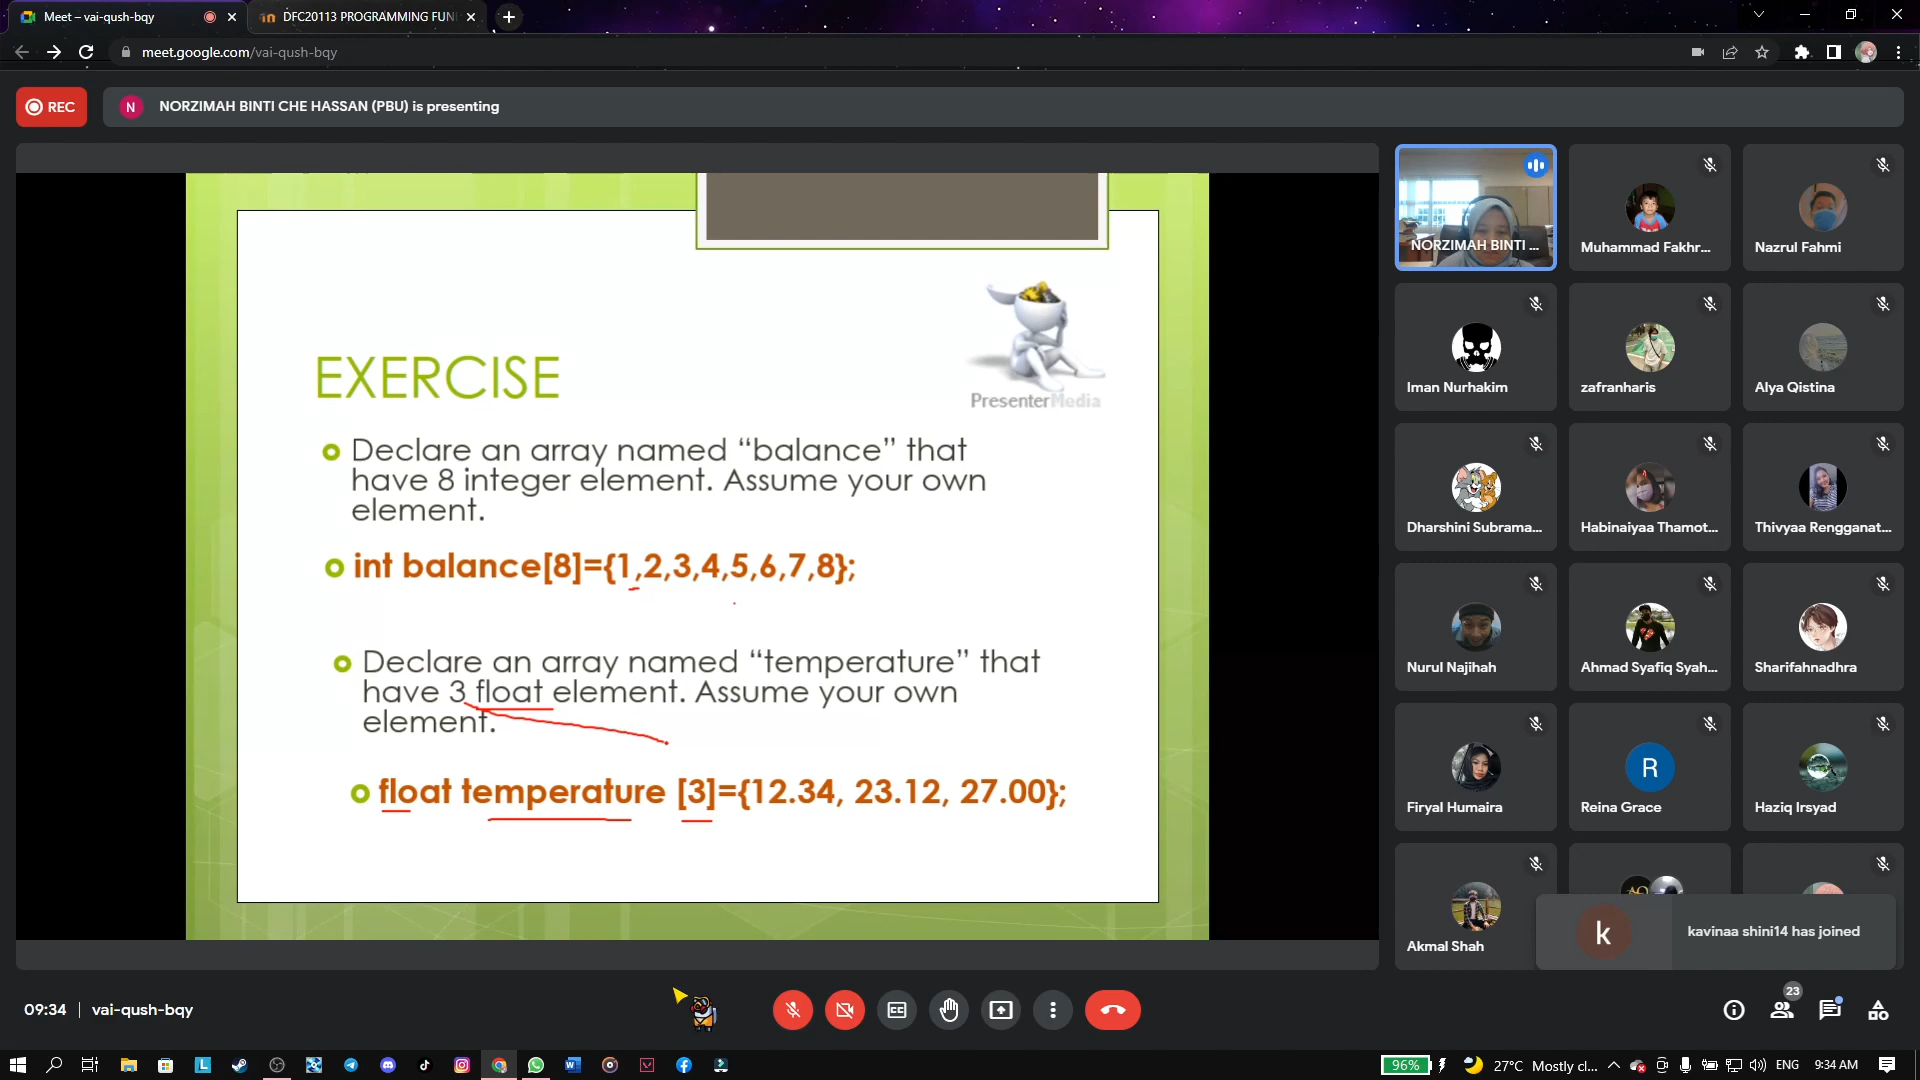 Meet – vai-qush-bqy
DFC20113 PROGRAMMING FUN
meet.google.com/vai-qush-bqy
REC
N
NORZIMAH BINTI CHE HASSAN (PBU) is presenting
PresenterMedia
EXERCISE
Declare an array named “balance” that
have 8 integer element. Assume your own
element.
int balance[8]={1,2,3,4,5,6,7,8};
Declare an array named “temperature” that
have 3 float element. Assume your own
element.
float temperature [3]={12.34, 23.12, 27.00};
NORZIMAH BINTI ...
Muhammad Fakhr...
Nazrul Fahmi
Iman Nurhakim
zafranharis
Alya Qistina
Dharshini Subrama...
Habinaiyaa Thamot...
Thivyaa Rengganat...
Nurul Najihah
Ahmad Syafiq Syah...
Sharifahnadhra
Firyal Humaira
R
Reina Grace
Haziq Irsyad
Akmal Shah
k
kavinaa shini14 has joined
09:34
vai-qush-bqy
23
96%
27°C Mostly cl...
ENG
9:34 AM